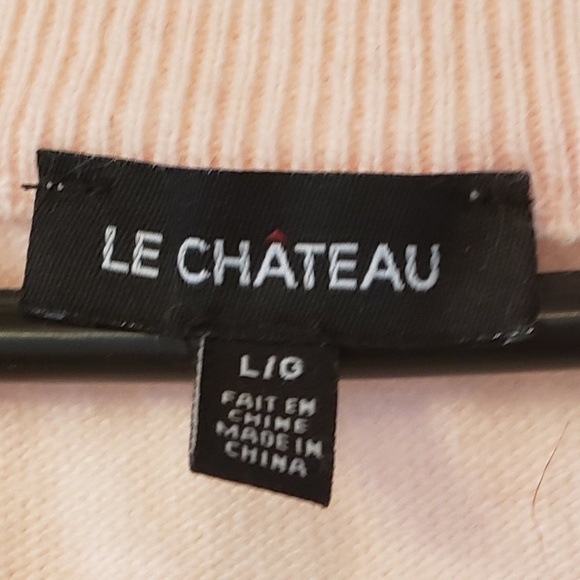 LE CHÂTEAU
L/G
FAIT EN
CHINE
MADE IN
CHINA